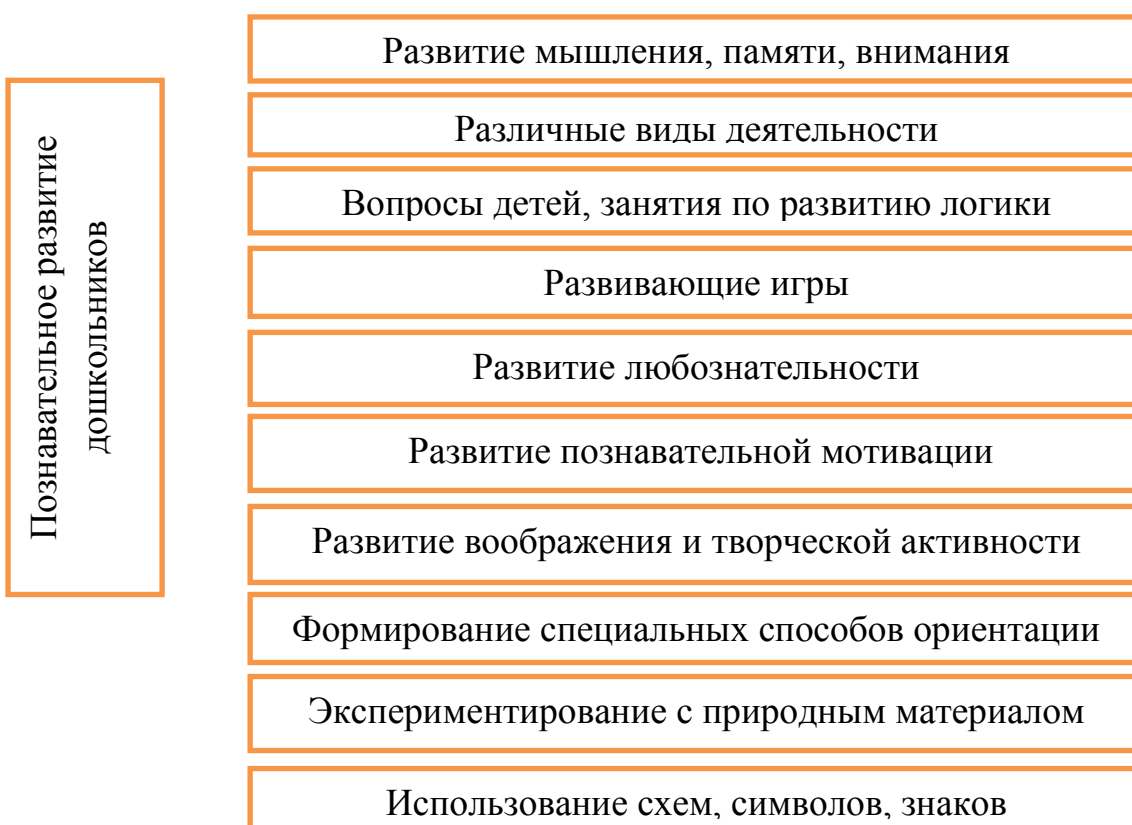 Познавательное развитие
дошкольников
Развитие мышления, памяти, внимания
Различные виды деятельности
Вопросы детей, занятия по развитию логики
Развивающие игры
Развитие любознательности
Развитие познавательной мотивации
Развитие воображения и творческой активности
Формирование специальных способов ориентации
Экспериментирование с природным материалом
Использование схем, символов, знаков